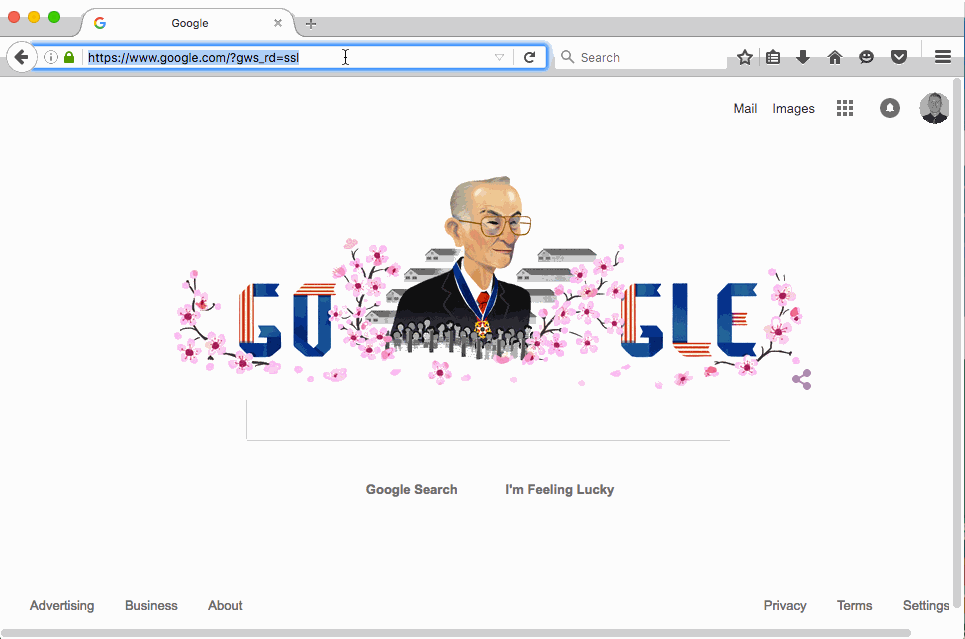 Google
https://www.google.com/?gws_rd=ssl
Search
Mail Images
GO GLE
Google Search I'm Feeling Lucky
Advertising Business About Privacy Terms Settings